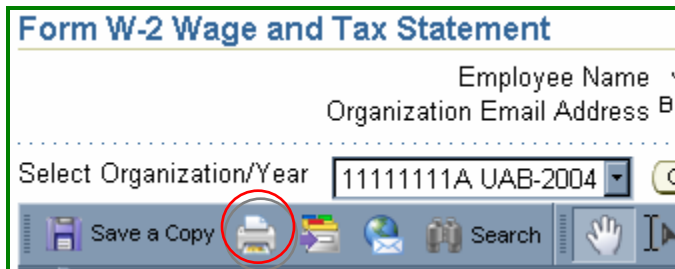 Form W-2 Wage and Tax Statement
Employee Name
Organization Email Address B
Select Organization/Year 11111111A UAB-2004
Save a Copy Search